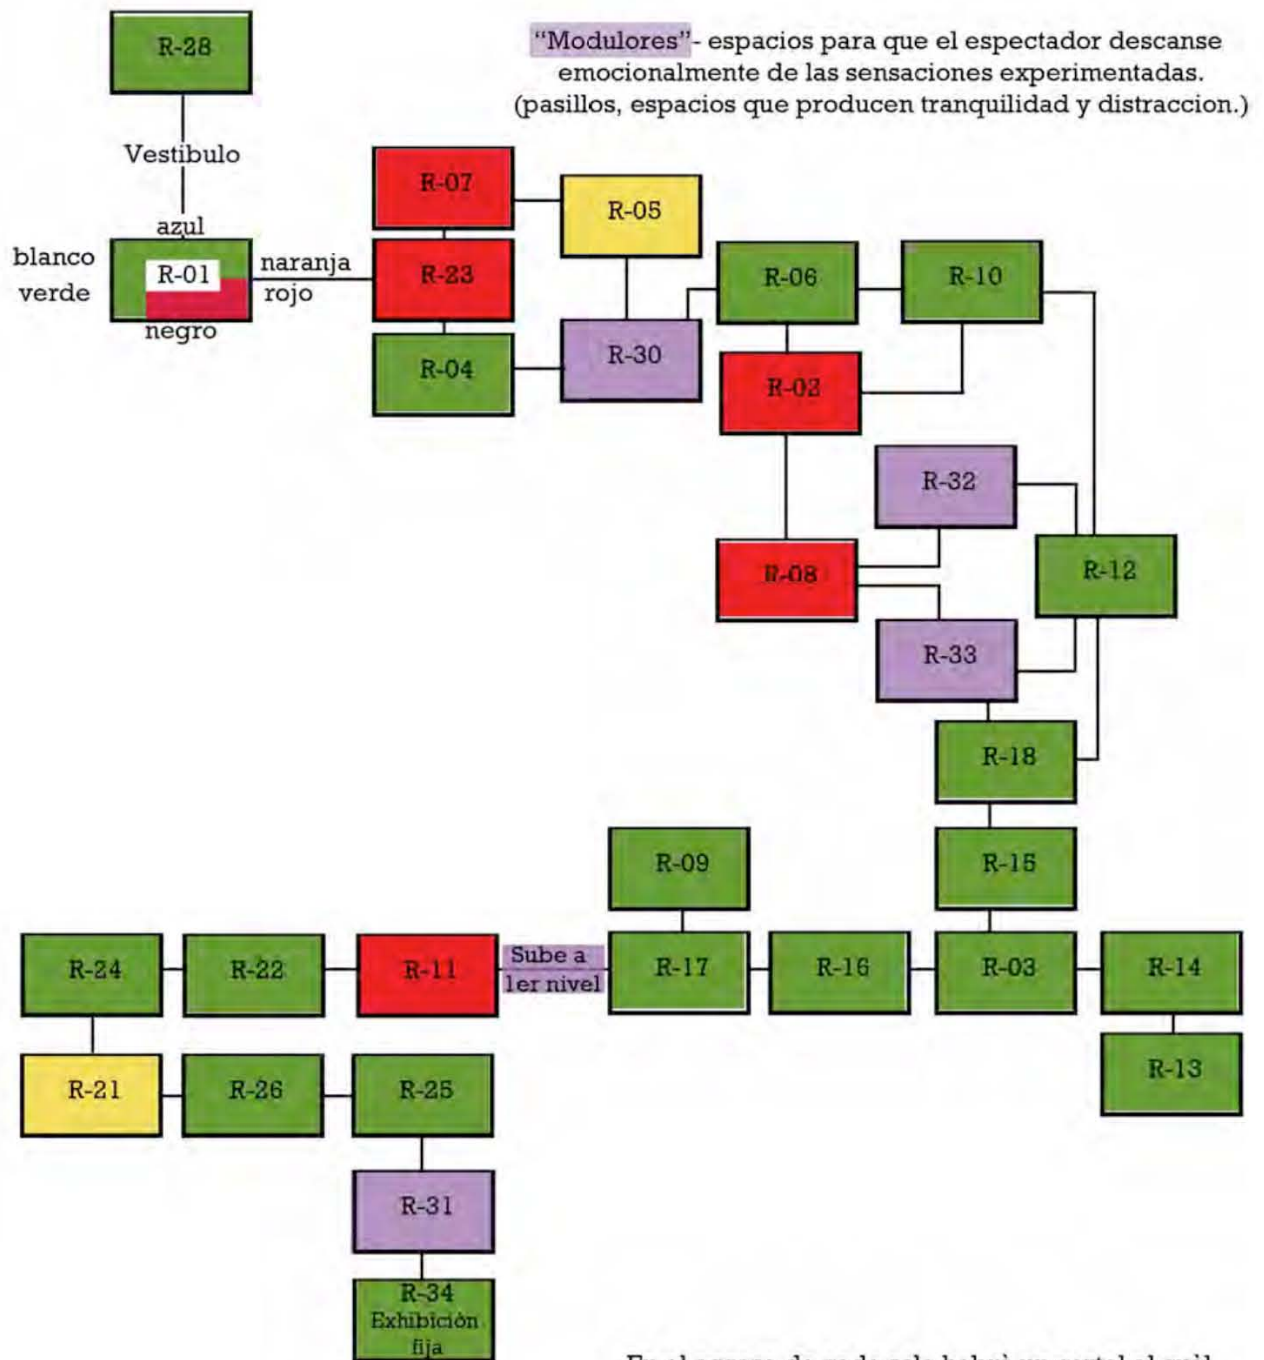 R-28
“Modulores”- espacios para que el espectador descanse
emocionalmente de las sensaciones experimentadas.
(pasillos, espacios que producen tranquilidad y distraccion.)
Vestibulo
azul
blanco
verde
R-01
naranja
rojo
negro
R-07
R-23
R-04
R-05
R-30
R-06
R-10
R-02
R-32
R-08
R-12
R-33
R-18
R-09
R-15
R-24
R-22
R-11
Sube a
1er nivel
R-17
R-16
R-03
R-14
R-21
R-26
R-25
R-13
R-31
R-34
Exhibiciòn
fija